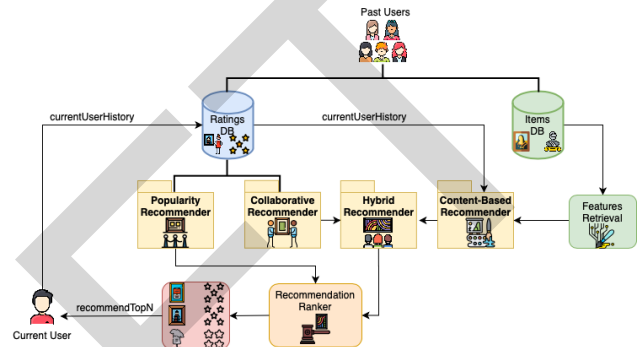 Past Users
currentUserHistory
Ratings
DB
currentUserHistory
Items
DB
Popularity
Recommender
Collaborative
Recommender
Hybrid
Recommender
Content-Based
Recommender
Features
Retrieval
Recommendation
Ranker
recommendTopN
Current User